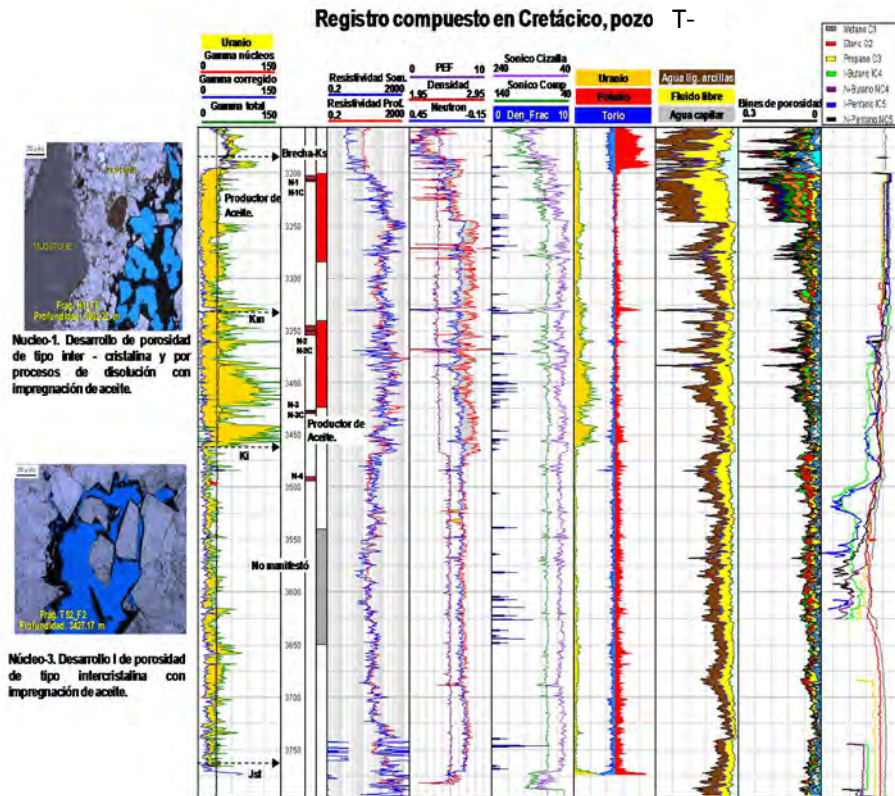 Registro compuesto en Cretácico, pozo T-
Uranio
Gamma núcleos
0 150
Gamma corregido
0 150
Gamma total
0 150
Resistividad Som.
0.2 2000
Resistividad Prof.
0.2 2000
0 PEF 10
Densidad
1.95 2.95
Neutron
0.45 -0.15
Sonico Cizalla
240 40
Sonico Comp
140 40
0 Den_Frac 10
Uranio
Potasio
Torio
Agua lig. arcillas
Fluido libre
Agua capilar
Bines de porosidad
0.3 0
Metano C1
Etano C2
Propano C3
I-Butano IC4
N-Butano NC4
I-Pentano IC5
N-Pentano NC5
MUDSTONE
Nucleo-1. Desarrollo de porosidad
de tipo inter - cristalina y por
procesos de disolución con
impregnación de aceite.
Frag. T52_F2
Profundidad. 3427.17 m
Núcleo-3. Desarrollo I de porosidad
de tipo intercristalina con
impregnación de aceite.
Brecha-Ks
N-1
N-1C
Productor de
Aceite.
Km
N-2
N-2C
N-3
N-3C
Productor de
Aceite.
Ki
N-4
No manifestó
Jst
3200
3250
3300
3350
3400
3450
3500
3550
3600
3650
3700
3750